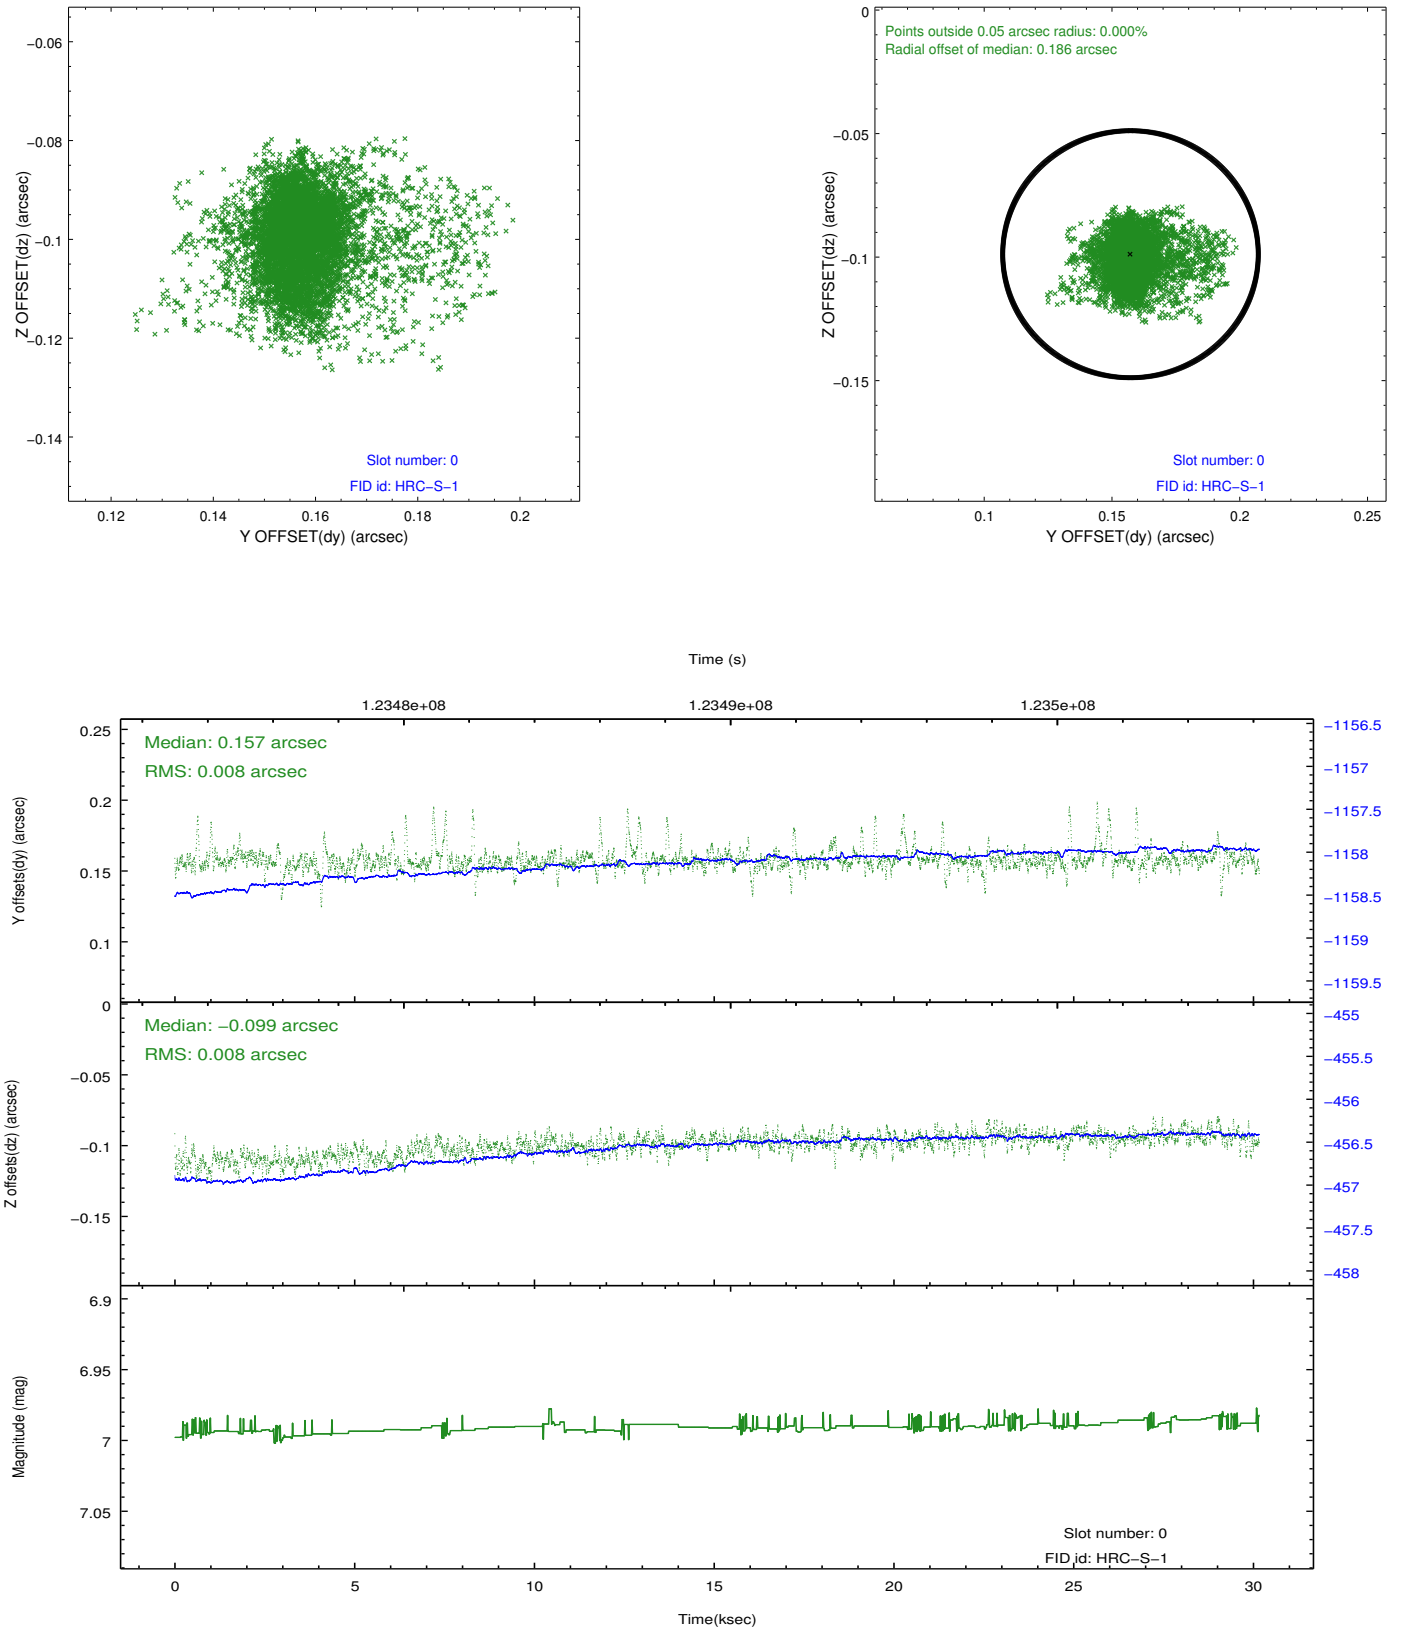 −0.06
−0.08
−0.1
−0.12
−0.14
Z OFFSET(dz) (arcsec)
Slot number: 0
FID id: HRC−S−1
0.12 0.14 0.16 0.18 0.2
Y OFFSET(dy) (arcsec)
Points outside 0.05 arcsec radius: 0.000%
Radial offset of median: 0.186 arcsec
0
−0.05
−0.1
−0.15
Z OFFSET(dz) (arcsec)
Slot number: 0
FID id: HRC−S−1
0.1 0.15 0.2 0.25
Y OFFSET(dy) (arcsec)
Time (s)
1.2348e+08 1.2349e+08 1.235e+08
Median: 0.157 arcsec
RMS: 0.008 arcsec
0.25
0.2
0.15
0.1
Y offsets(dy) (arcsec)
−1156.5
−1157
−1157.5
−1158
−1158.5
−1159
−1159.5
Median: −0.099 arcsec
RMS: 0.008 arcsec
0
−0.05
−0.1
−0.15
Z offsets(dz) (arcsec)
−455
−455.5
−456
−456.5
−457
−457.5
−458
6.9
6.95
7
7.05
Magnitude (mag)
Slot number: 0
FID id: HRC−S−1
0 5 10 15 20 25 30
Time(ksec)